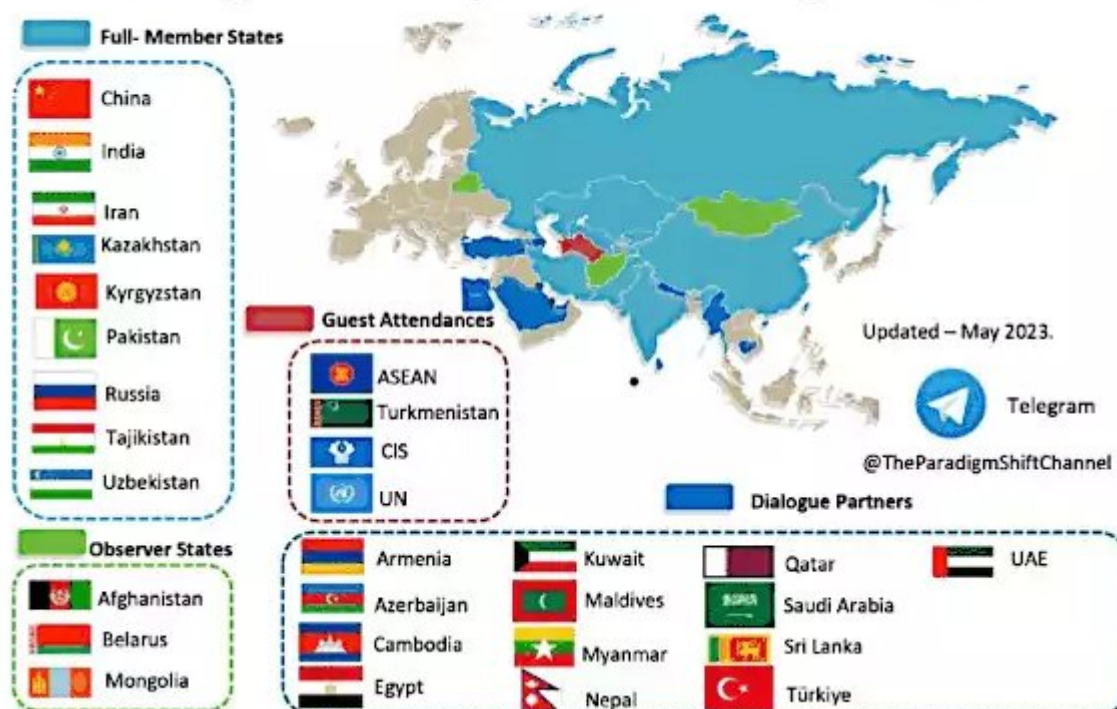 Full- Member States
China
India
Iran
Kazakhstan
Kyrgyzstan
Pakistan
Russia
Tajikistan
Uzbekistan
Guest Attendances
ASEAN
Turkmenistan
CIS
UN
Updated – May 2023.
Telegram
@TheParadigmShiftChannel
Observer States
Afghanistan
Belarus
Mongolia
Dialogue Partners
Armenia
Azerbaijan
Cambodia
Egypt
Kuwait
Maldives
Myanmar
Nepal
Qatar
Saudi Arabia
Sri Lanka
Türkiye
UAE